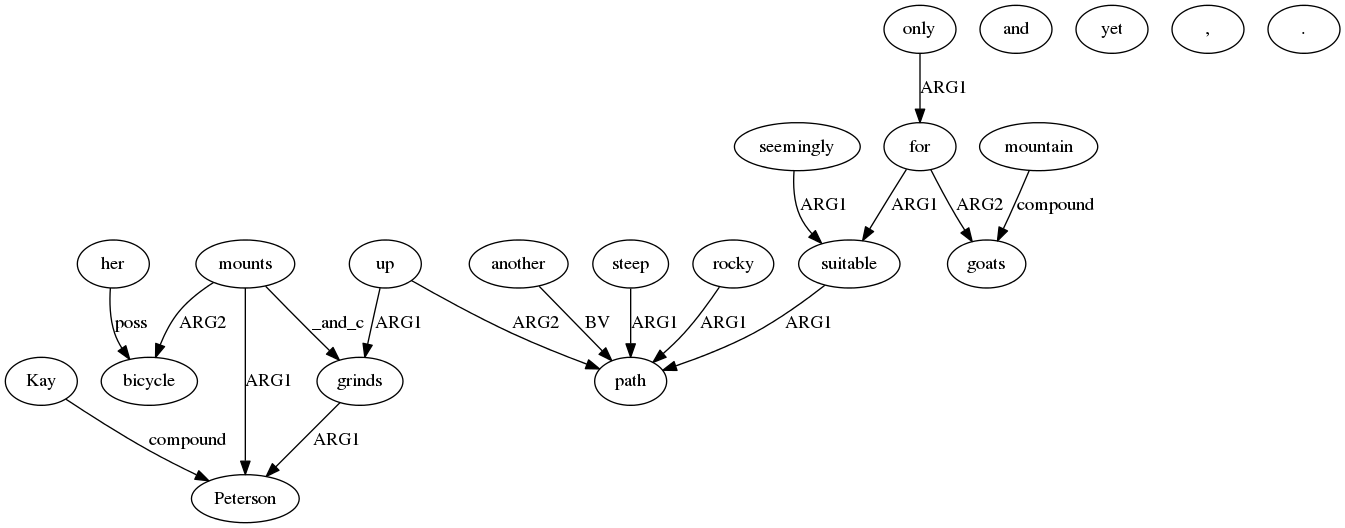 only and yet , .
ARG1
seemingly for mountain
ARG1 ARG1 ARG2 compound
her mounts up another steep rocky suitable goats
poss ARG2 _and_c ARG1 ARG2 BV ARG1 ARG1 ARG1
Kay bicycle ARG1 grinds path
compound ARG1
Peterson